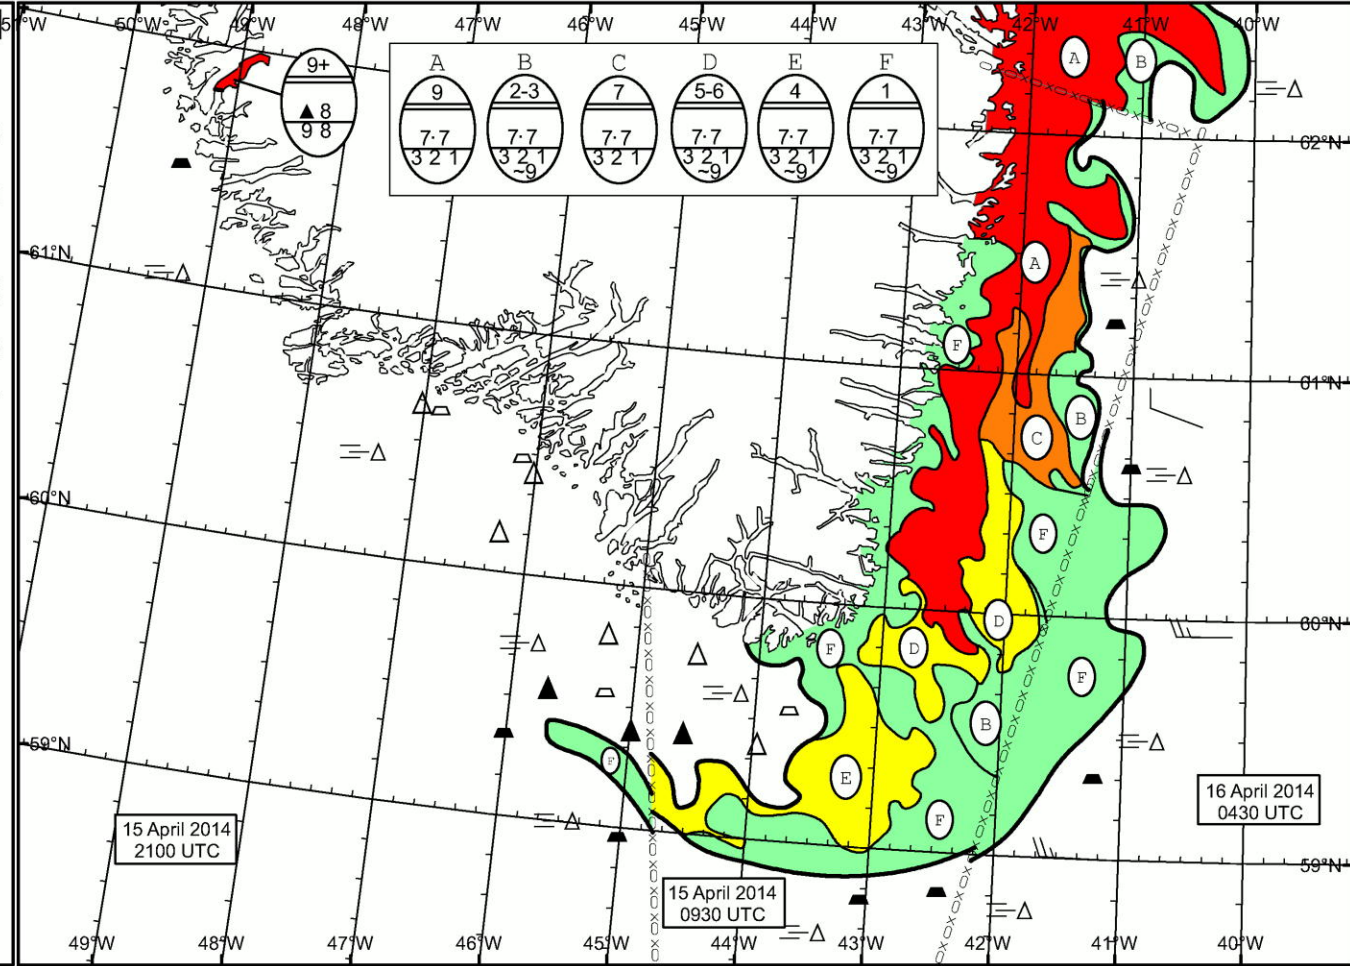 51°W 50°W 49°W 48°W 47°W 46°W 45°W 44°W 43°W 42°W 41°W 40°W
9+
▲ 8
9 8
A B C D E F
9 2-3 7 5-6 4 1
7·7 7·7 7·7 7·7 7·7 7·7
3 2 1 3 2 1 3 2 1 3 2 1 3 2 1 3 2 1
~9 ~9 ~9 ~9
A B
62°N
61°N
A
F
61°N
B
C
60°N
F
D
60°N
F D
F
B
59°N
F
E
16 April 2014
0430 UTC
F
15 April 2014
2100 UTC
59°N
15 April 2014
0930 UTC
49°W 48°W 47°W 46°W 45°W 44°W 43°W 42°W 41°W 40°W